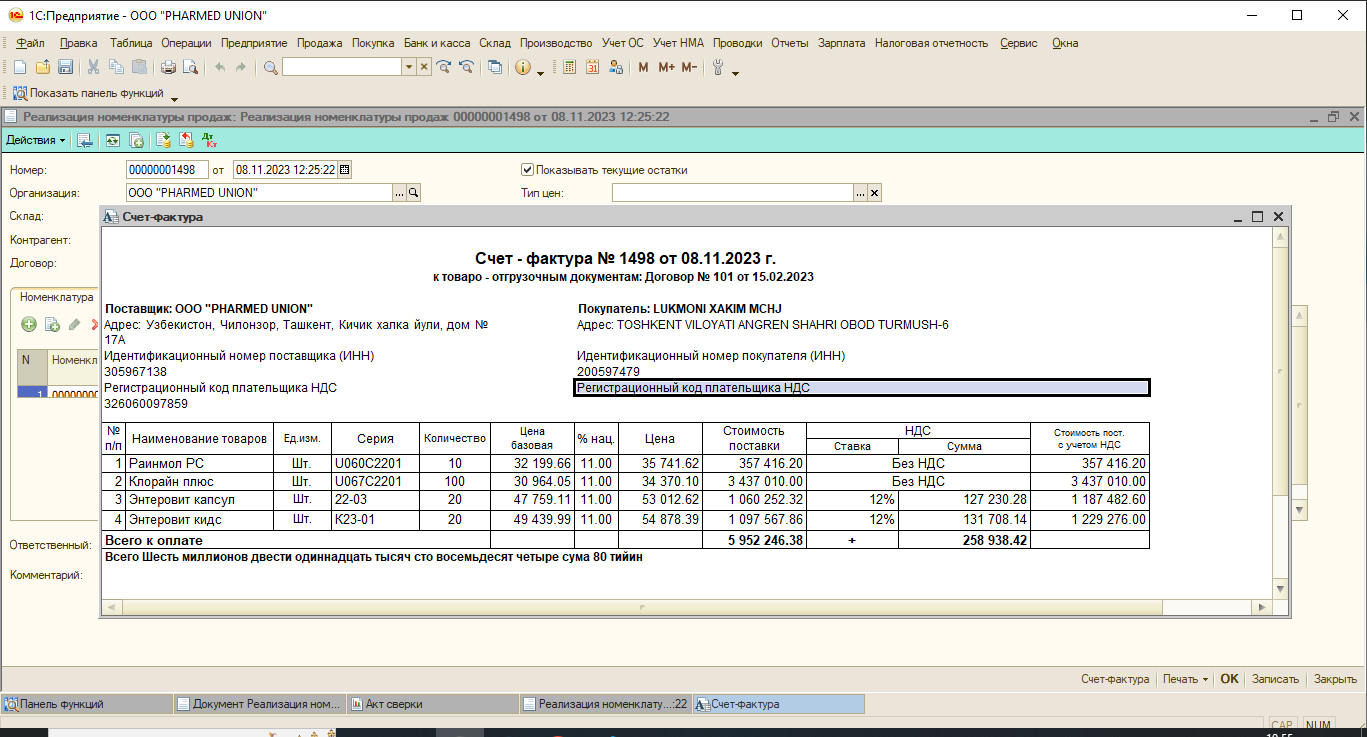 1С:Предприятие - ООО "PHARMED UNION"
Файл Правка Таблица Операции Предприятие Продажа Покупка Банк и касса Склад Производство Учет ОС Учет НМА Проводки Отчеты Зарплата Налоговая отчетность Сервис Окна
M M+ M-
Показать панель функций
Реализация номенклатуры продаж: Реализация номенклатуры продаж 00000001498 от 08.11.2023 12:25:22
Действия Дт Кт
Номер: 00000001498 от 08.11.2023 12:25:22 Показывать текущие остатки
Организация: ООО "PHARMED UNION" Тип цен:
Склад:
Контрагент:
Договор:
Номенклатура
N Номенкл
1 00000000
Ответственный:
Комментарий:
Счет-фактура
Счет - фактура № 1498 от 08.11.2023 г.
к товаро - отгрузочным документам: Договор № 101 от 15.02.2023
Поставщик: ООО "PHARMED UNION" Покупатель: LUKMONI XAKIM MCHJ
Адрес: Узбекистон, Чилонзор, Ташкент, Кичик халка йули, дом № Адрес: TOSHKENT VILOYATI ANGREN SHAHRI OBOD TURMUSH-6
17А
Идентификационный номер поставщика (ИНН) Идентификационный номер покупателя (ИНН)
305967138 200597479
Регистрационный код плательщика НДС Регистрационный код плательщика НДС
326060097859
№ п/п Наименование товаров Ед.изм. Серия Количество Цена базовая % нац. Цена Стоимость поставки НДС Ставка Сумма Стоимость пост. с учетом НДС
1 Раинмол РС Шт. U060C2201 10 32 199.66 11.00 35 741.62 357 416.20 Без НДС 357 416.20
2 Клорайн плюс Шт. U067C2201 100 30 964.05 11.00 34 370.10 3 437 010.00 Без НДС 3 437 010.00
3 Энтеровит капсул Шт. 22-03 20 47 759.11 11.00 53 012.62 1 060 252.32 12% 127 230.28 1 187 482.60
4 Энтеровит кидс Шт. К23-01 20 49 439.99 11.00 54 878.39 1 097 567.86 12% 131 708.14 1 229 276.00
Всего к оплате 5 952 246.38 + 258 938.42
Всего Шесть миллионов двести одиннадцать тысяч сто восемьдесят четыре сума 80 тийин
Счет-фактура Печать OK Записать Закрыть
Панель функций Документ Реализация ном... Акт сверки Реализация номенклату...:22 Счет-фактура
CAP NUM